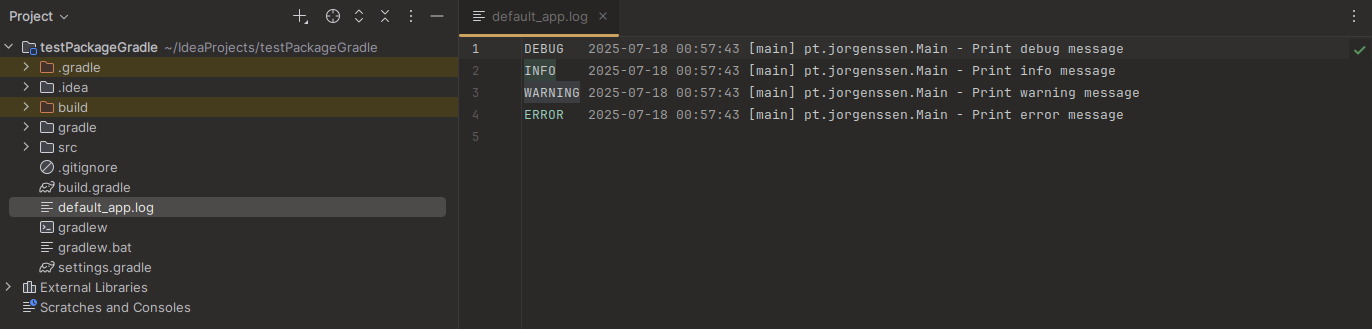 Project
testPackageGradle ~/IdeaProjects/testPackageGradle
.gradle
.idea
build
gradle
src
.gitignore
build.gradle
default_app.log
gradlew
gradlew.bat
settings.gradle
External Libraries
Scratches and Consoles
default_app.log
1 DEBUG 2025-07-18 00:57:43 [main] pt.jorgenssen.Main - Print debug message
2 INFO 2025-07-18 00:57:43 [main] pt.jorgenssen.Main - Print info message
3 WARNING 2025-07-18 00:57:43 [main] pt.jorgenssen.Main - Print warning message
4 ERROR 2025-07-18 00:57:43 [main] pt.jorgenssen.Main - Print error message
5